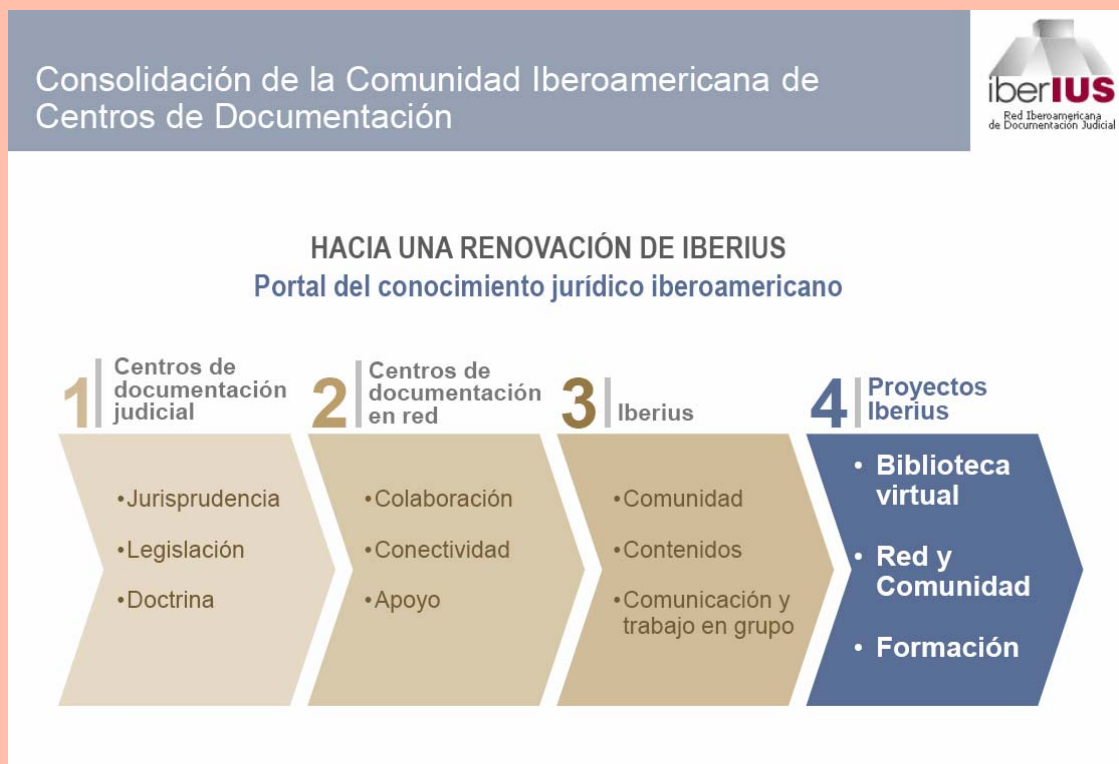 Consolidación de la Comunidad Iberoamericana de
Centros de Documentación
iberIUS
Red Iberoamericana
de Documentación Judicial
HACIA UNA RENOVACIÓN DE IBERIUS
Portal del conocimiento jurídico iberoamericano
1
Centros de
documentación
judicial
•Jurisprudencia
•Legislación
•Doctrina
2
Centros de
documentación
en red
•Colaboración
•Conectividad
•Apoyo
3
Iberius
•Comunidad
•Contenidos
•Comunicación y
trabajo en grupo
4
Proyectos
Iberius
• Biblioteca
virtual
• Red y
Comunidad
• Formación